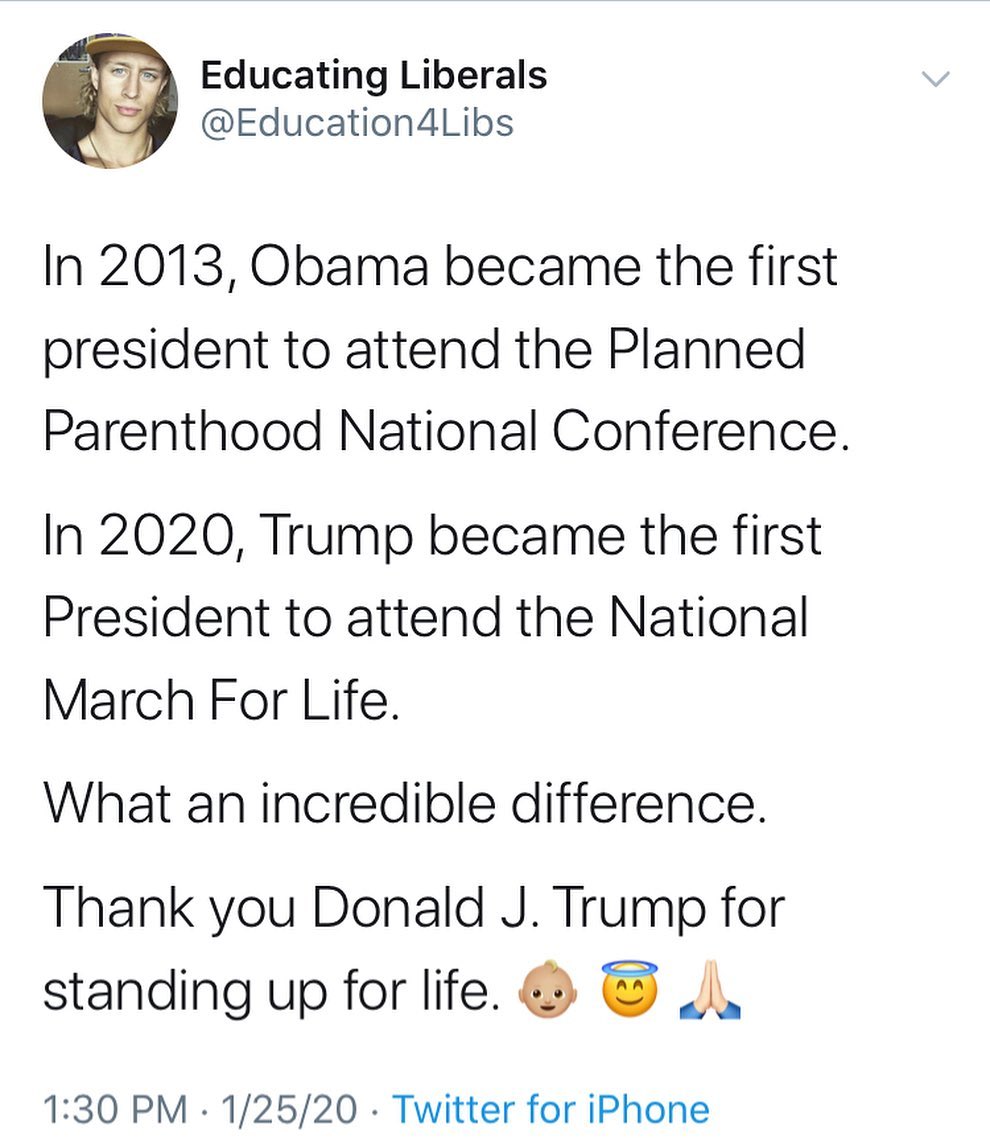 Educating Liberals
@Education4Libs
In 2013, Obama became the first
president to attend the Planned
Parenthood National Conference.
In 2020, Trump became the first
President to attend the National
March For Life.
What an incredible difference.
Thank you Donald J. Trump for
standing up for life. 👶🏼 😇 🙏🏻
1:30 PM · 1/25/20 · Twitter for iPhone